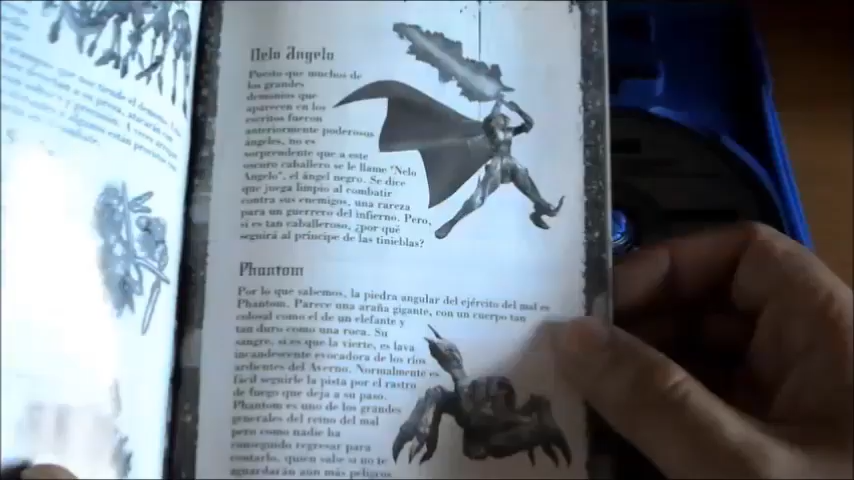 Nelo Angelo
Puesto que muchos de
los grandes
demonios que
aparecen en los
escritos fueron
anteriormente poderosos
ángeles, no es
sorprendente que a este
oscuro caballero se le llame "Nelo
Angelo", el ángel negro. Se dice
que juega limpio al combatir
contra sus enemigos, una rareza
para un guerrero del infierno. Pero,
si es tan caballeroso, ¿por qué
seguirá al príncipe de las tinieblas?
Phantom
Por lo que sabemos, la piedra angular del ejército del mal es
Phantom. Parece una araña gigante, con un cuerpo tan
colosal como el de un elefante y
tan duro como una roca. Su
sangre, si es que la vierte, es lava
incandescente evocadora de los ríos
ardientes del Averno. Normalmente es
fácil seguirle la pista por el rastro
de fuego que deja a su paso.
Phantom es uno de los grandes
generales del reino del mal
pero como nadie ha
conseguido regresar para
contarlo, quien sabe si no te
aguardarán aún más peligros